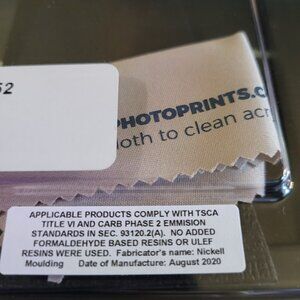 52
PHOTOPRINTS.C
oth to clean acr
APPLICABLE PRODUCTS COMPLY WITH TSCA
TITLE VI AND CARB PHASE 2 EMMISION
STANDARDS IN SEC. 93120.2(A). NO ADDED
FORMALDEHYDE BASED RESINS OR ULEF
RESINS WERE USED. Fabricator's name: Nickell
Moulding Date of Manufacture: August 2020